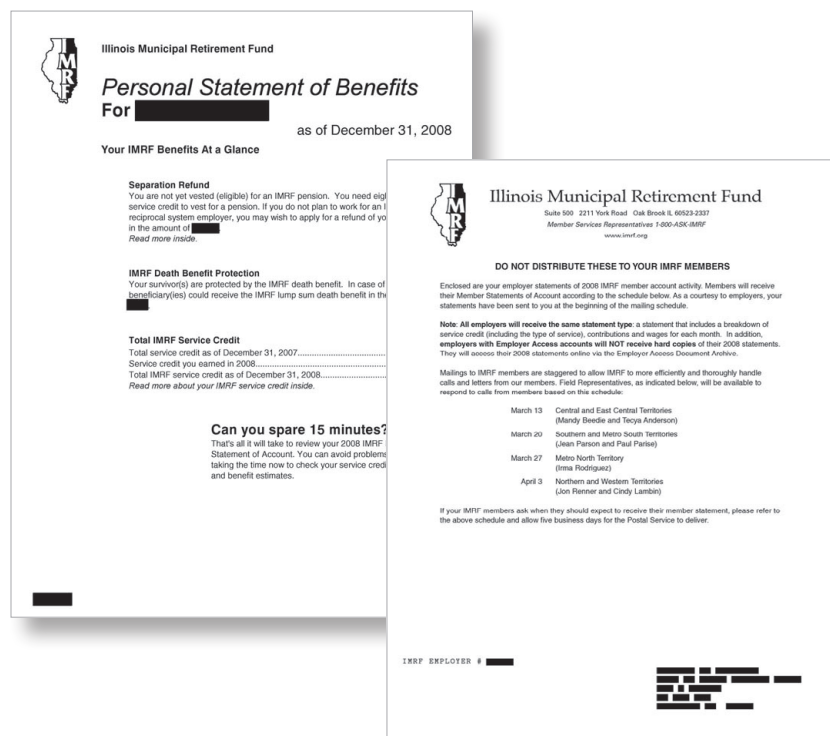 IMRF
Illinois Municipal Retirement Fund
Personal Statement of Benefits
For
as of December 31, 2008
Your IMRF Benefits At a Glance
Separation Refund
You are not yet vested (eligible) for an IMRF pension. You need
service credit to vest for a pension. If you do not plan to work for an
reciprocal system employer, you may wish to apply for a refund of
in the amount of
Read more inside.
IMRF Death Benefit Protection
Your survivor(s) are protected by the IMRF death benefit. In case of
beneficiary(ies) could receive the IMRF lump sum death benefit in
.
Total IMRF Service Credit
Total service credit as of December 31, 2007
Service credit you earned in 2008
Total IMRF service credit as of December 31, 2008
Read more about your IMRF service credit inside.
Can you spare 15 minutes?
That's all it will take to review your 2008 IMRF
Statement of Account. You can avoid problems
taking the time now to check your service
and benefit estimates.
IMRF
Illinois Municipal Retirement Fund
Suite 500 2211 York Road Oak Brook IL 60523-2337
Member Services Representatives 1-800-ASK-IMRF
www.imrf.org
DO NOT DISTRIBUTE THESE TO YOUR IMRF MEMBERS
Enclosed are your employer statements of 2008 IMRF member account activity. Members will receive
their Member Statements of Account according to the schedule below. As a courtesy to employers, your
statements have been sent to you at the beginning of the mailing schedule.
Note: All employers will receive the same statement type: a statement that includes a breakdown of
service credit (including the type of service), contributions and wages for each month. In addition,
employers with Employer Access accounts will NOT receive hard copies of their 2008 statements.
They will access their 2008 statements online via the Employer Access Document Archive.
Mailings to IMRF members are staggered to allow IMRF to more efficiently and thoroughly handle
calls and letters from our members. Field Representatives, as indicated below, will be available to
respond to calls from members based on this schedule:
March 13 Central and East Central Territories
(Mandy Beedie and Tecya Anderson)
March 20 Southern and Metro South Territories
(Jean Parson and Paul Parise)
March 27 Metro North Territory
(Irma Rodriguez)
April 3 Northern and Western Territories
(Jon Renner and Cindy Lambin)
If your IMRF members ask when they should expect to receive their member statement, please refer to
the above schedule and allow five business days for the Postal Service to deliver.
IMRF EMPLOYER #